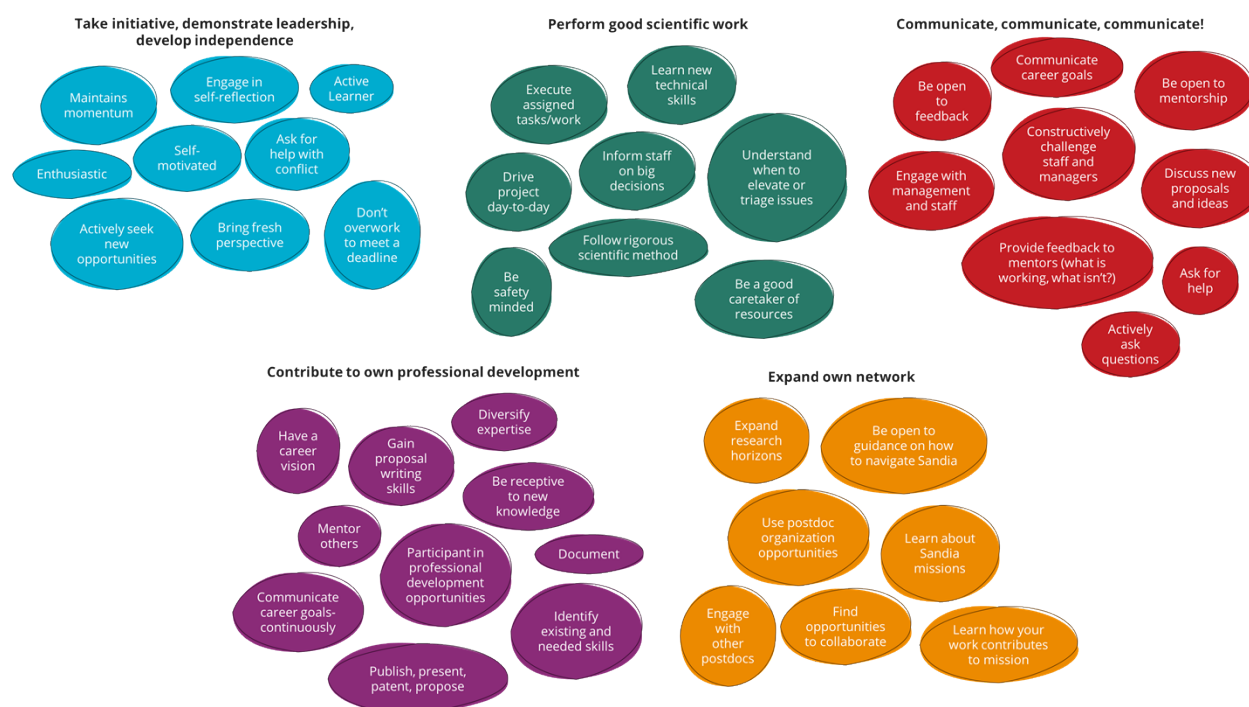 Take initiative, demonstrate leadership,
develop independence
Maintains
momentum
Engage in
self-reflection
Active
Learner
Enthusiastic
Self-
motivated
Ask for
help with
conflict
Actively seek
new
opportunities
Bring fresh
perspective
Don't
overwork
to meet a
deadline
Perform good scientific work
Execute
assigned
tasks/work
Learn new
technical
skills
Drive
project
day-to-day
Inform staff
on big
decisions
Understand
when to
elevate or
triage issues
Follow rigorous
scientific method
Be
safety
minded
Be a good
caretaker of
resources
Communicate, communicate, communicate!
Be open
to
feedback
Communicate
career goals
Be open to
mentorship
Constructively
challenge
staff and
managers
Engage with
management
and staff
Discuss new
proposals
and ideas
Provide feedback to
mentors (what is
working, what isn't?)
Ask for
help
Actively
ask
questions
Contribute to own professional development
Have a
career
vision
Gain
proposal
writing
skills
Diversify
expertise
Be receptive
to new
knowledge
Mentor
others
Participant in
professional
development
opportunities
Document
Communicate
career goals-
continuously
Identify
existing and
needed skills
Publish, present,
patent, propose
Expand own network
Expand
research
horizons
Be open to
guidance on how
to navigate Sandia
Use postdoc
organization
opportunities
Learn about
Sandia
missions
Engage
with
other
postdocs
Find
opportunities
to collaborate
Learn how your
work contributes
to mission